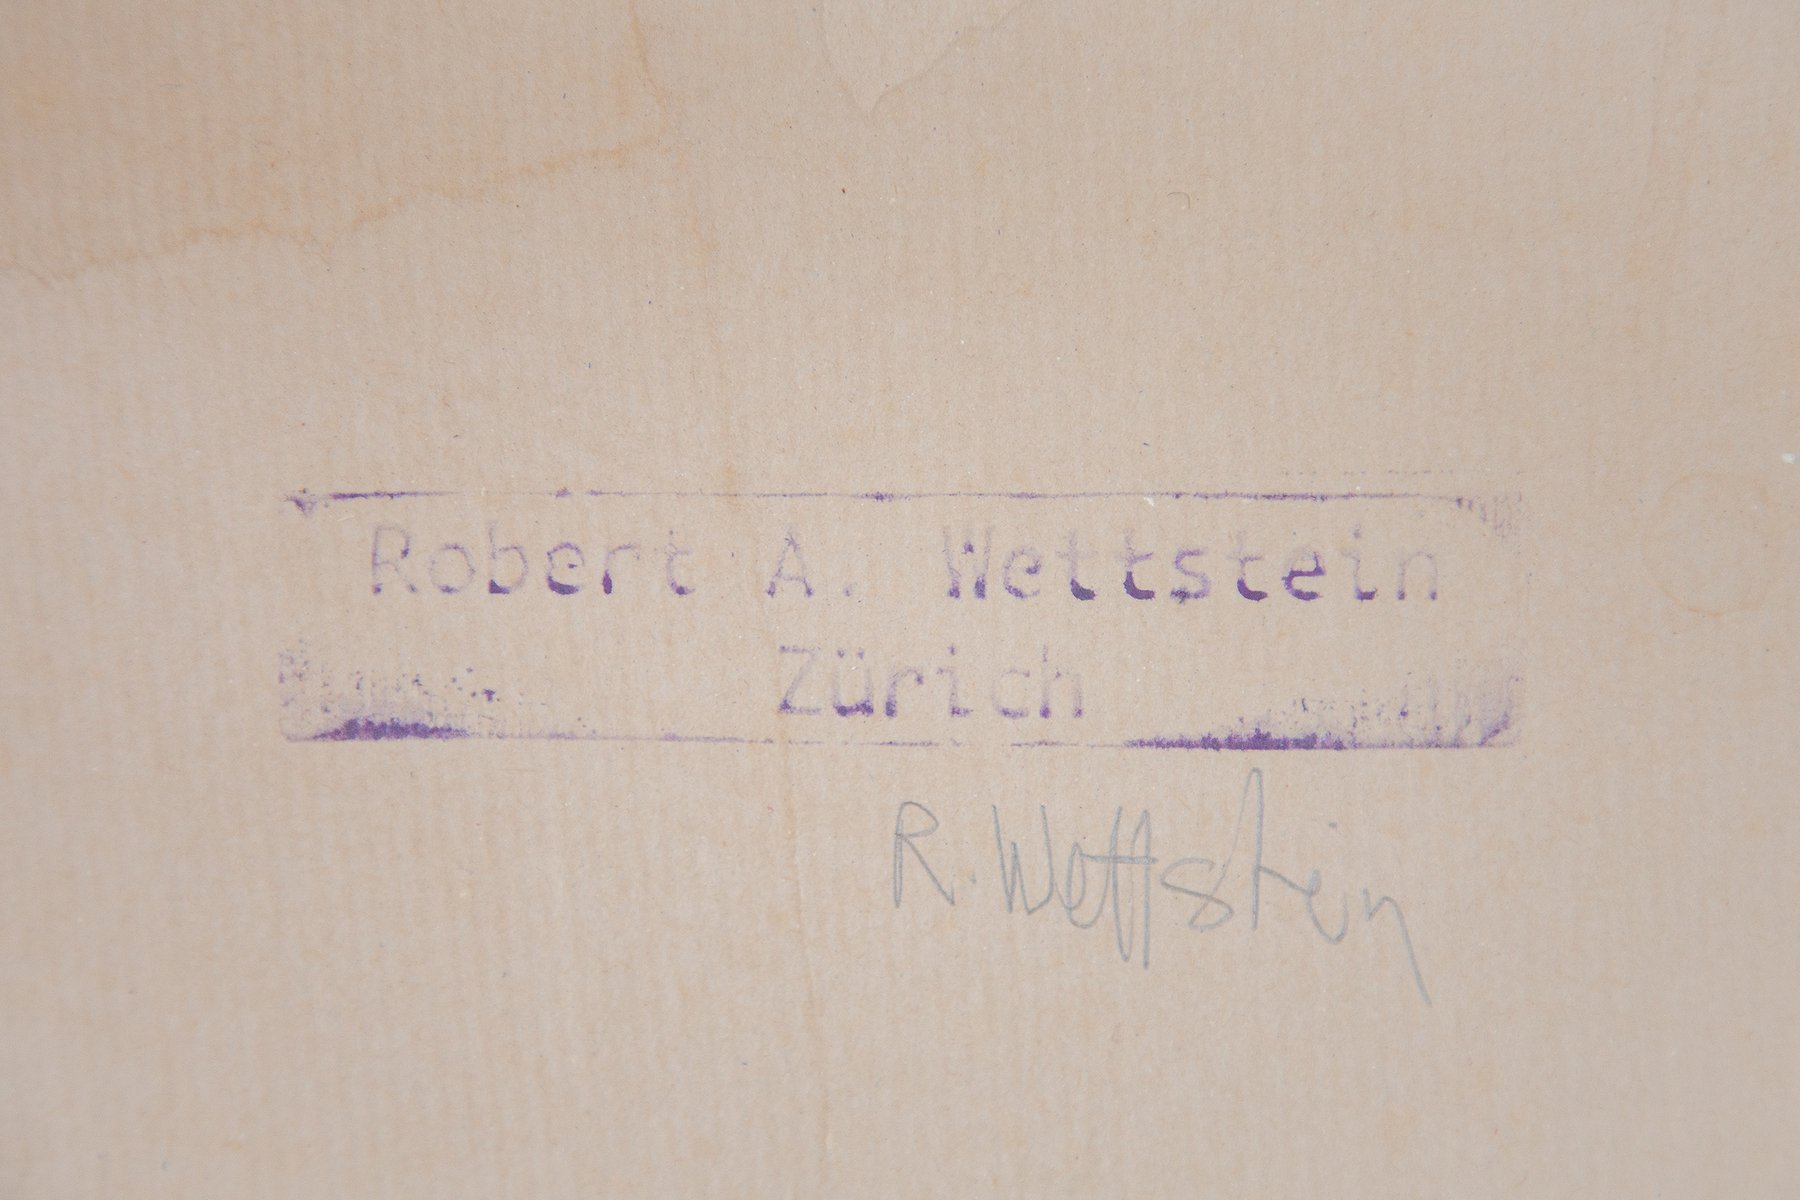 Robert A. Wettstein
Zürich
R. Wettstein